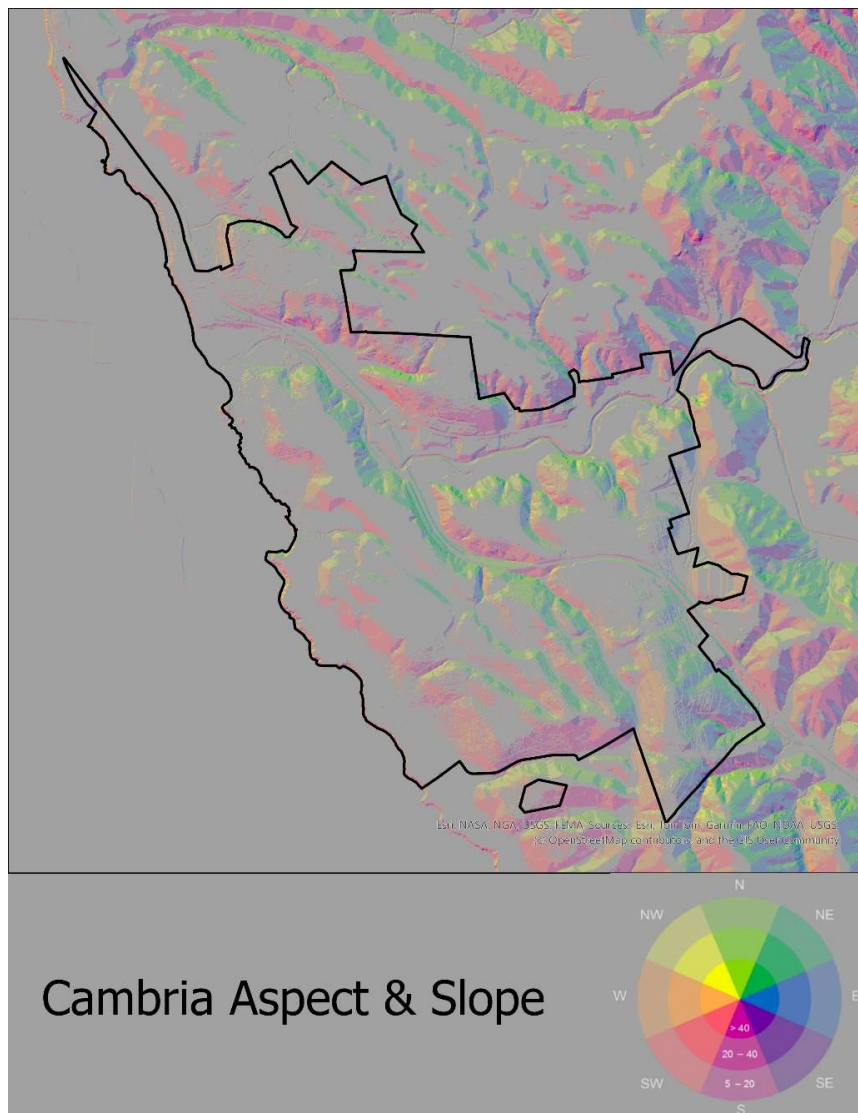 Esri, NASA, NGA, USGS, FEMA, Sources: Esri, TomTom, Garmin, FAO, NOAA, USGS,
(c) OpenStreetMap contributors, and the GIS User Community
Cambria Aspect & Slope
N
NW
NE
W
E
> 40
20 – 40
5 – 20
SW
SE
S